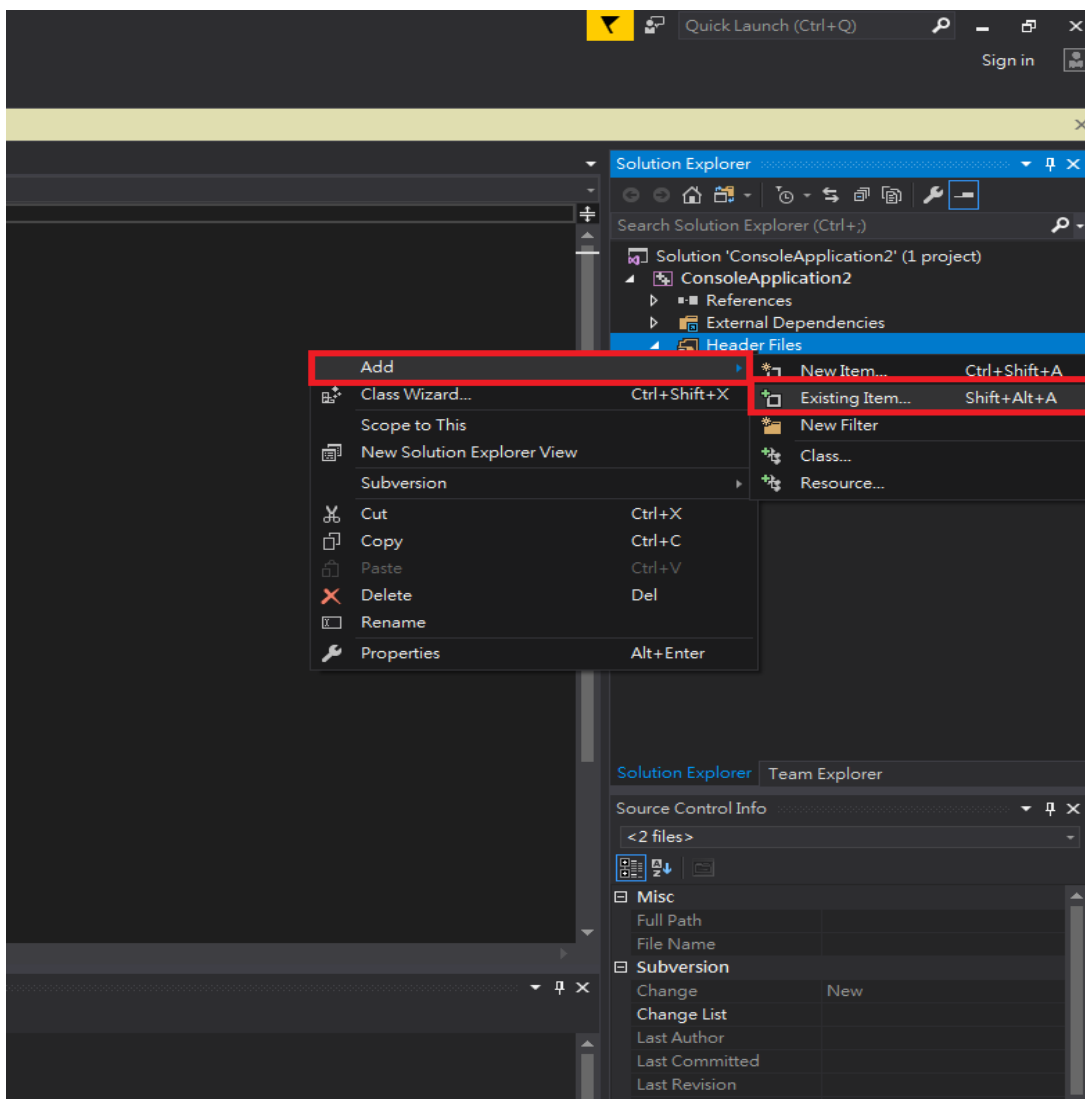 Quick Launch (Ctrl+Q)
Sign in
Solution Explorer
Search Solution Explorer (Ctrl+;)
Solution 'ConsoleApplication2' (1 project)
ConsoleApplication2
References
External Dependencies
Header Files
Add
Class Wizard... Ctrl+Shift+X
Scope to This
New Solution Explorer View
Subversion
Cut Ctrl+X
Copy Ctrl+C
Paste Ctrl+V
Delete Del
Rename
Properties Alt+Enter
New Item... Ctrl+Shift+A
Existing Item... Shift+Alt+A
New Filter
Class...
Resource...
Solution Explorer Team Explorer
Source Control Info
<2 files>
Misc
Full Path
File Name
Subversion
Change New
Change List
Last Author
Last Committed
Last Revision